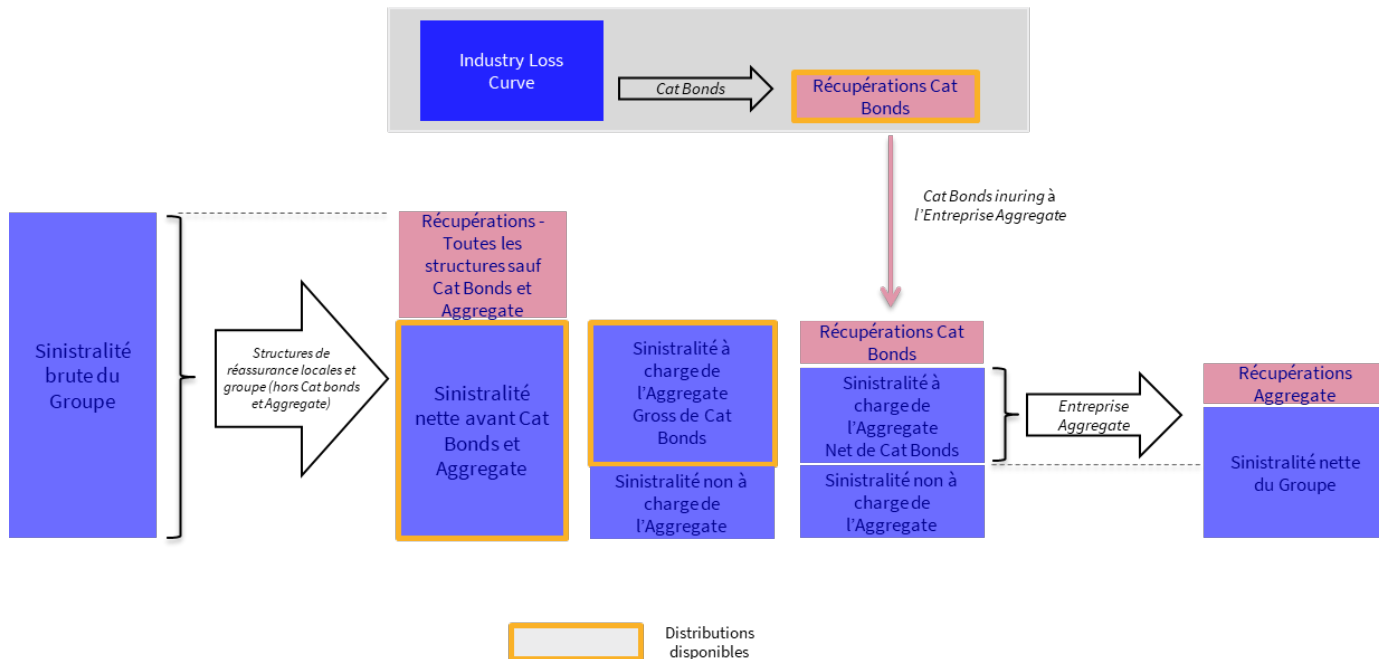 Industry Loss
Curve
Cat Bonds
Récupérations Cat
Bonds
Cat Bonds inuring à
l'Entreprise Aggregate
Sinistralité
brute du
Groupe
Structures de
réassurance locales et
groupe (hors Cat bonds
et Aggregate)
Récupérations -
Toutes les
structures sauf
Cat Bonds et
Aggregate
Sinistralité
nette avant Cat
Bonds et
Aggregate
Sinistralité à
charge de
l'Aggregate
Gross de Cat
Bonds
Sinistralité non à
charge de
l'Aggregate
Récupérations Cat
Bonds
Sinistralité à
charge de
l'Aggregate
Net de Cat Bonds
Sinistralité non à
charge de
l'Aggregate
Entreprise
Aggregate
Récupérations
Aggregate
Sinistralité nette
du Groupe
Distributions
disponibles